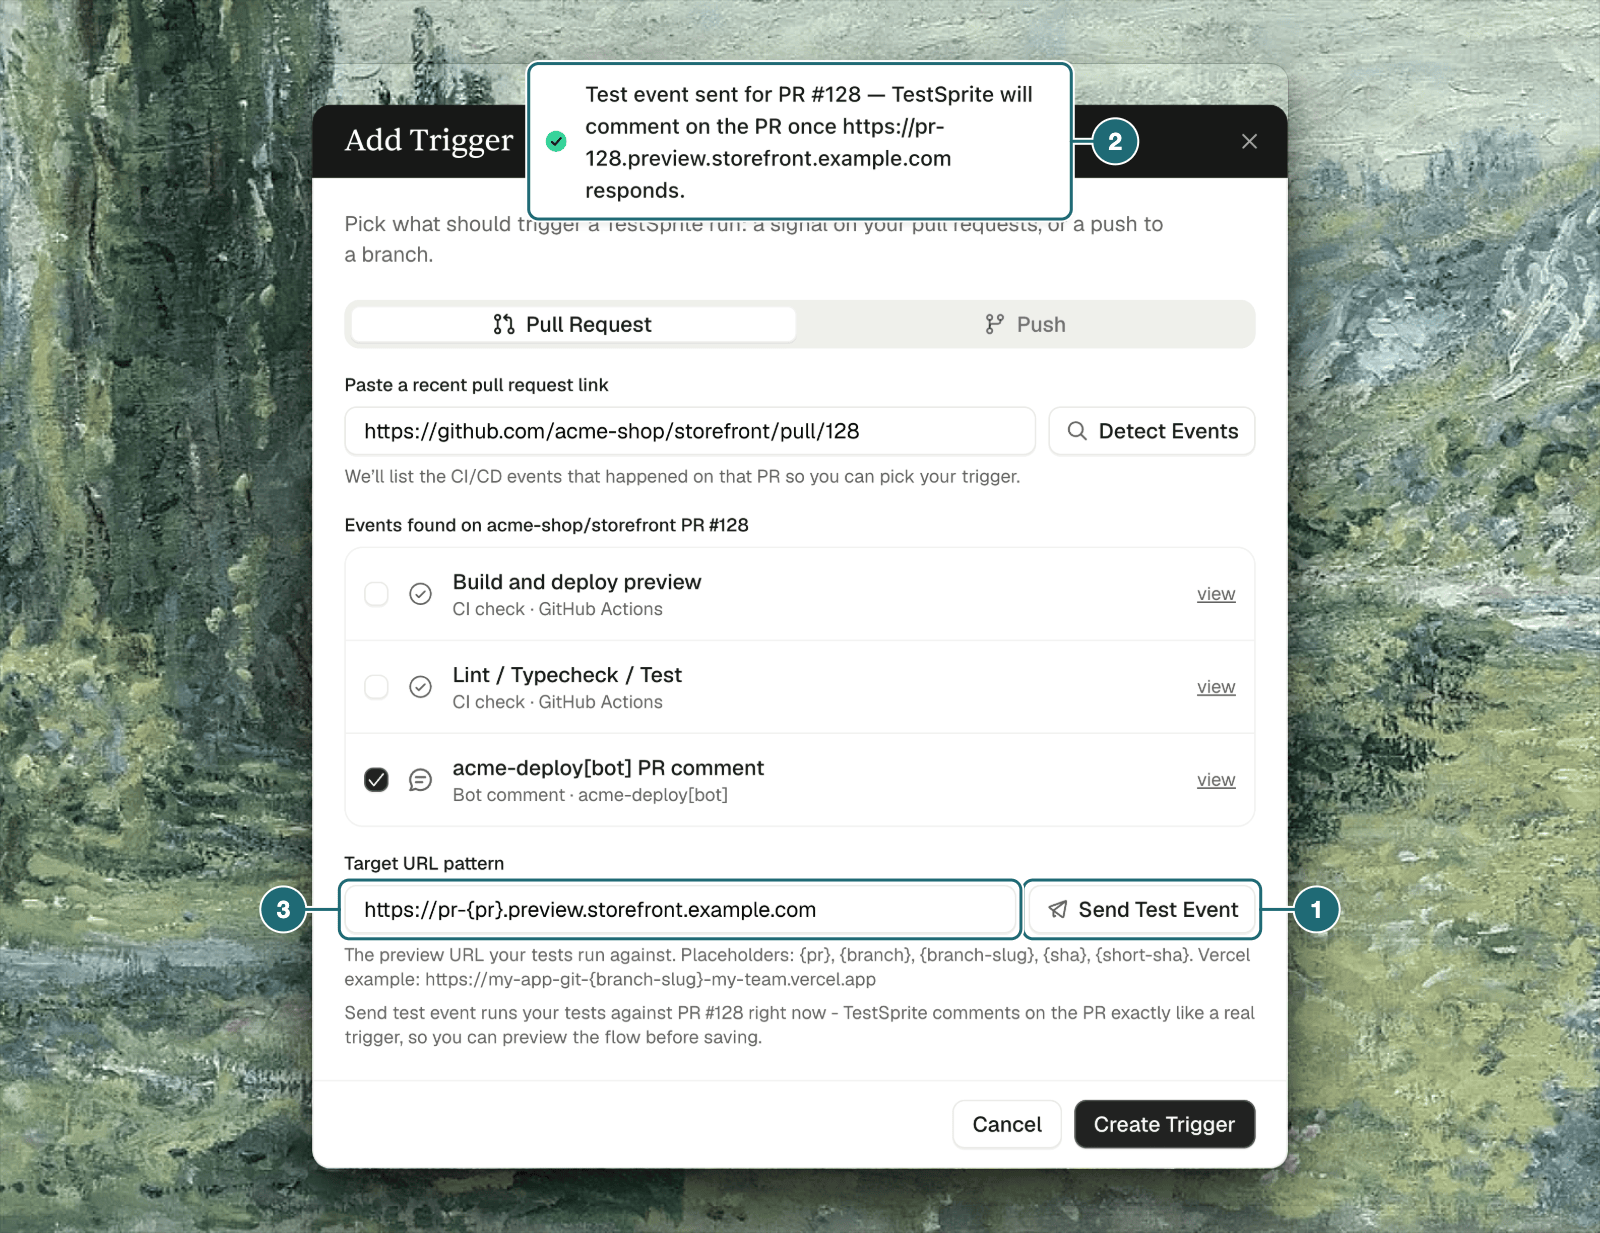 Test event sent for PR #128 — TestSprite will
comment on the PR once https://pr-
128.preview.storefront.example.com
responds.
2
Add Trigger
Pick what should trigger a TestSprite run: a signal on your pull requests, or a push to
a branch.
Pull Request
Push
Paste a recent pull request link
https://github.com/acme-shop/storefront/pull/128
Detect Events
We’ll list the CI/CD events that happened on that PR so you can pick your trigger.
Events found on acme-shop/storefront PR #128
Build and deploy preview
CI check · GitHub Actions
view
Lint / Typecheck / Test
CI check · GitHub Actions
view
acme-deploy[bot] PR comment
Bot comment · acme-deploy[bot]
view
Target URL pattern
3
https://pr-{pr}.preview.storefront.example.com
Send Test Event
1
The preview URL your tests run against. Placeholders: {pr}, {branch}, {branch-slug}, {sha}, {short-sha}. Vercel
example: https://my-app-git-{branch-slug}-my-team.vercel.app
Send test event runs your tests against PR #128 right now - TestSprite comments on the PR exactly like a real
trigger, so you can preview the flow before saving.
Cancel
Create Trigger